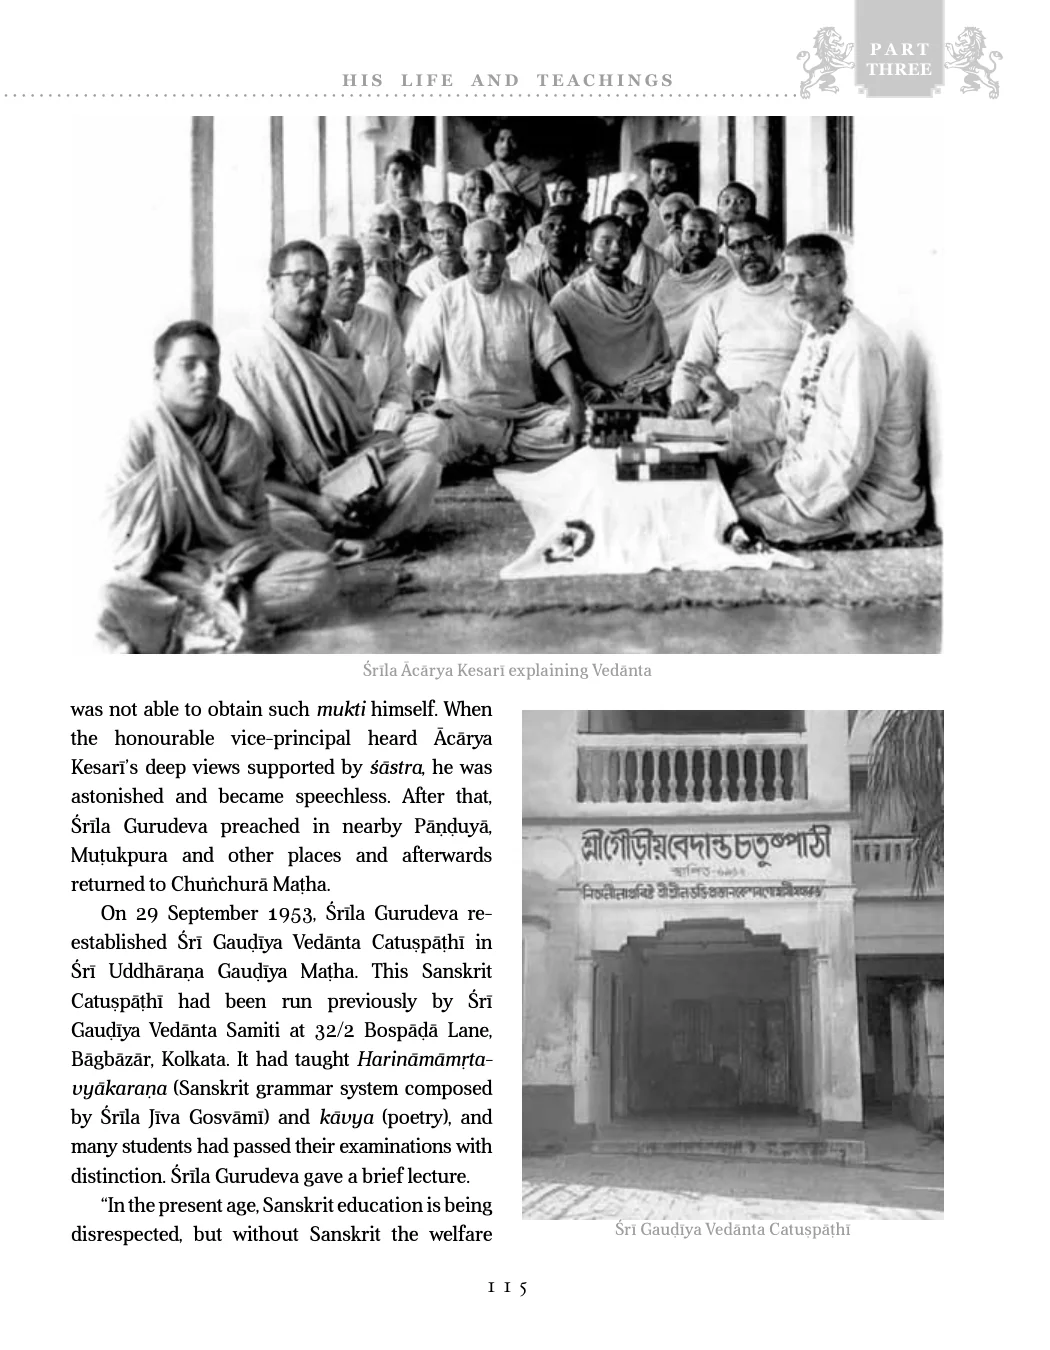 HIS LIFE AND TEACHINGS
PART
THREE
Śrīla Ācārya Kesarī explaining Vedānta
was not able to obtain such mukti himself. When
the honourable vice-principal heard Ācārya
Kesarī’s deep views supported by śāstra, he was
astonished and became speechless. After that,
Śrīla Gurudeva preached in nearby Pāṇḍuyā,
Muṭukpura and other places and afterwards
returned to Chuṅchurā Maṭha.
On 29 September 1953, Śrīla Gurudeva re-
established Śrī Gauḍīya Vedānta Catuṣpāṭhī in
Śrī Uddhāraṇa Gauḍīya Maṭha. This Sanskrit
Catuṣpāṭhī had been run previously by Śrī
Gauḍīya Vedānta Samiti at 32/2 Bospāḍā Lane,
Bāgbāzār, Kolkata. It had taught Harināmāmṛta-
vyākaraṇa (Sanskrit grammar system composed
by Śrīla Jīva Gosvāmī) and kāvya (poetry), and
many students had passed their examinations with
distinction. Śrīla Gurudeva gave a brief lecture.
“In the present age, Sanskrit education is being
disrespected, but without Sanskrit the welfare
শ্রীগৌড়ীয়বেদান্তচতুষ্পাঠী
Śrī Gauḍīya Vedānta Catuṣpāṭhī
115